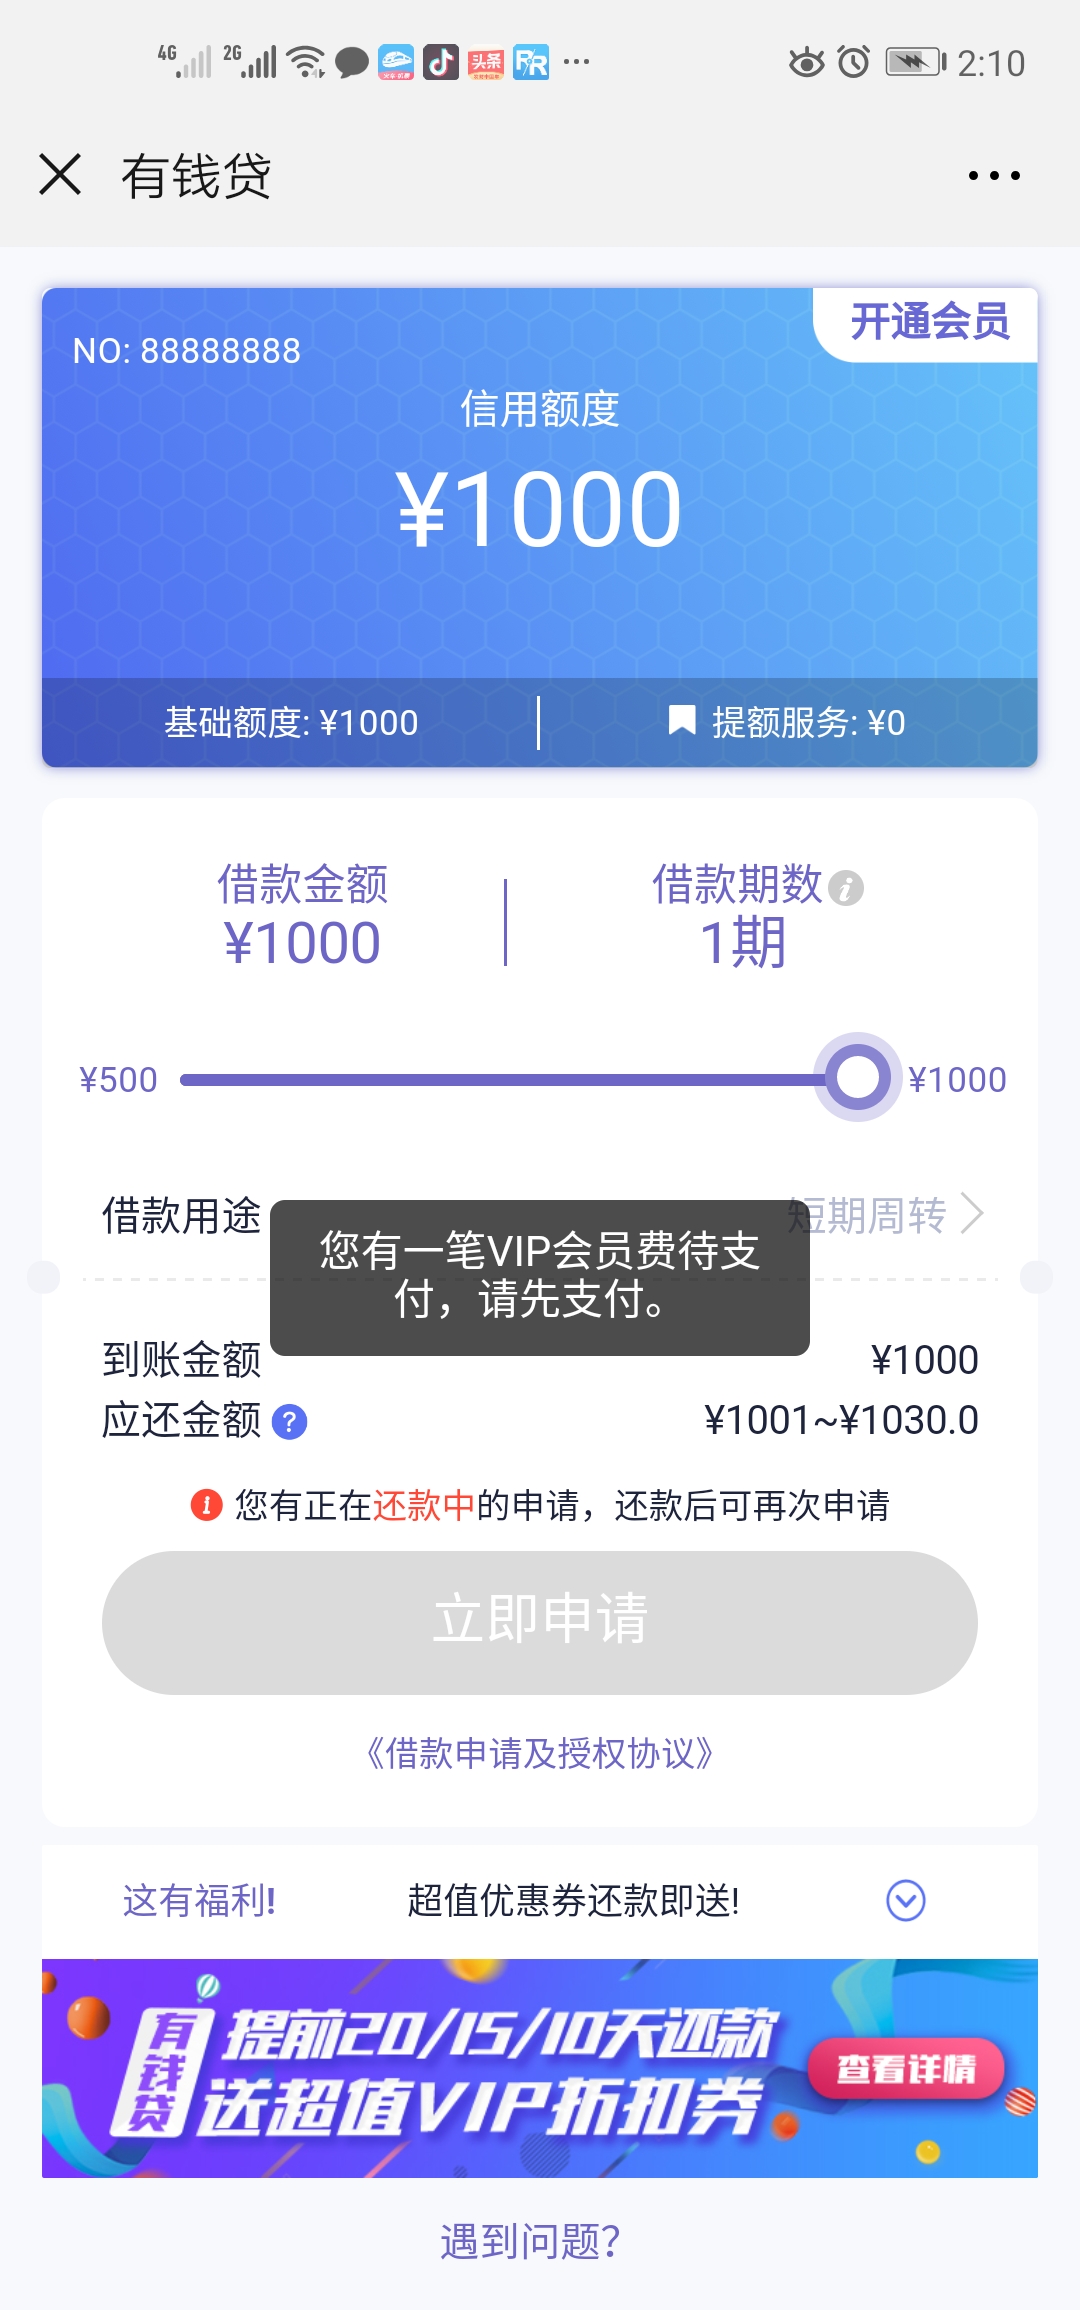 4G 2G 2:10
火车·机票
头条
有钱贷
开通会员
NO: 88888888
信用额度
¥1000
基础额度: ¥1000
提额服务: ¥0
借款金额
¥1000
借款期数
1期
¥500
¥1000
借款用途
短期周转
您有一笔VIP会员费待支
付，请先支付。
到账金额
¥1000
应还金额
¥1001~¥1030.0
您有正在还款中的申请，还款后可再次申请
立即申请
《借款申请及授权协议》
这有福利!
超值优惠券还款即送!
有钱贷
提前20/15/10天还款
送超值VIP折扣券
查看详情
遇到问题?